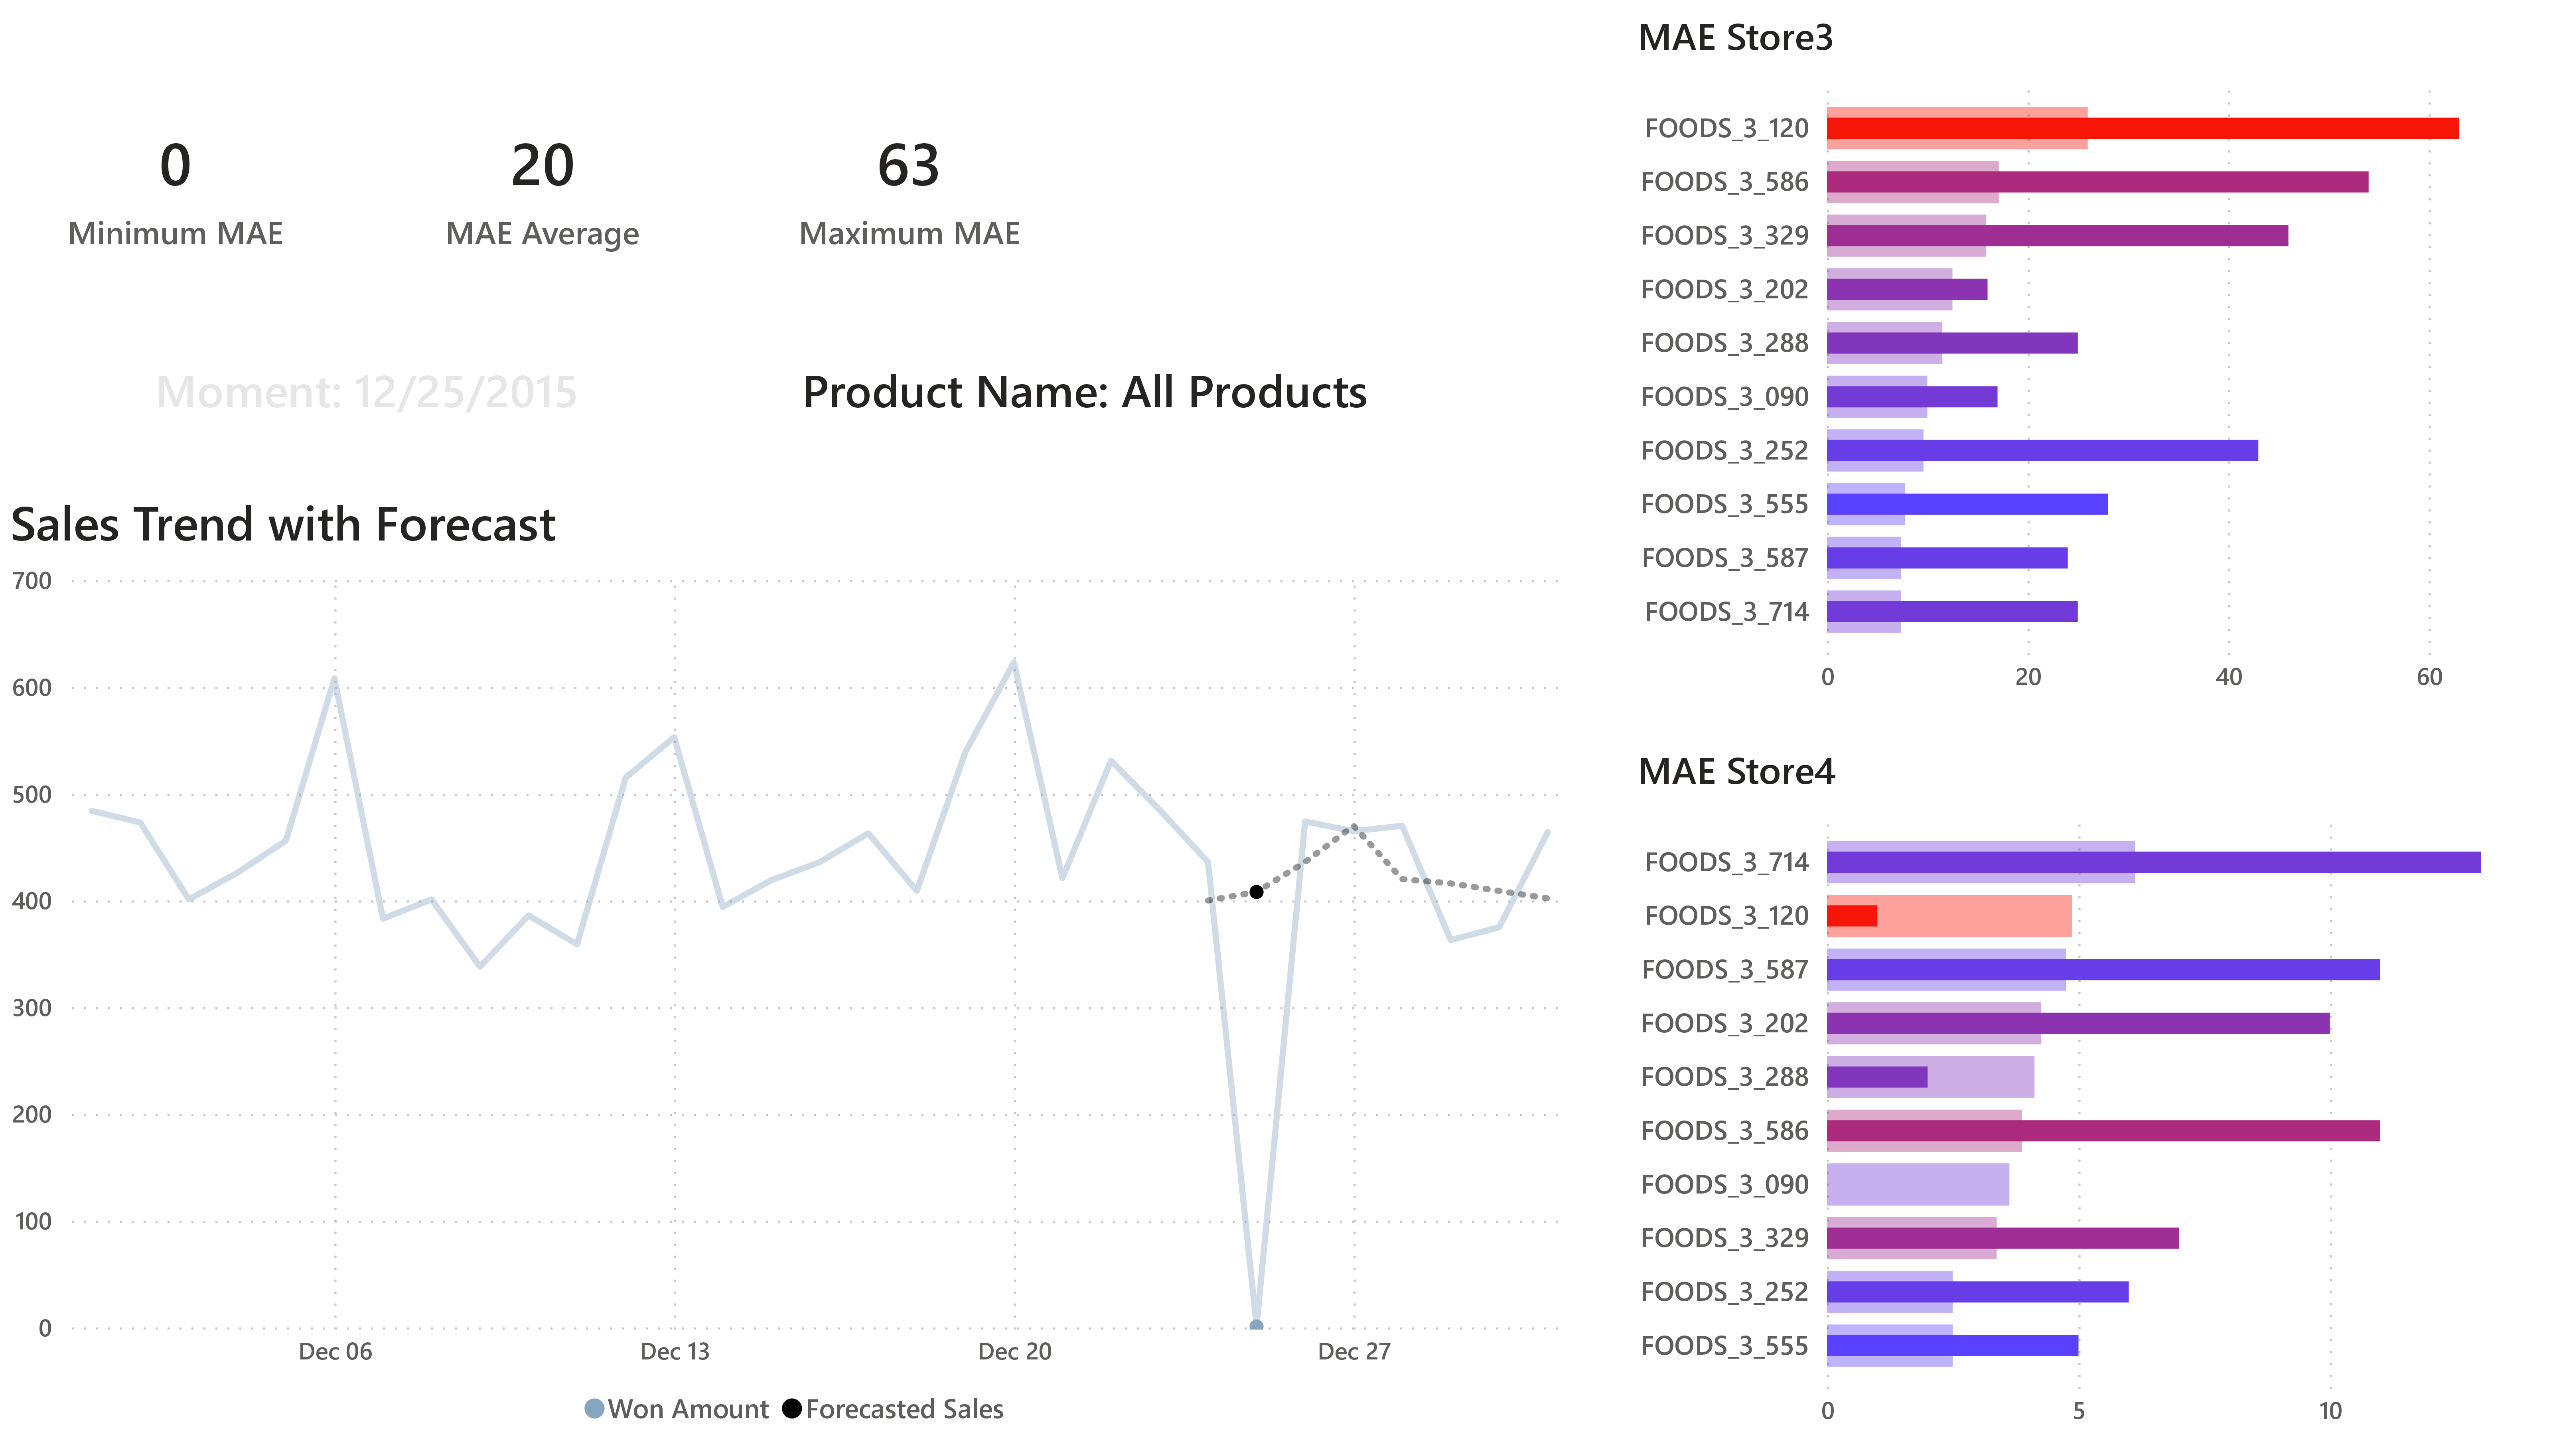 0
Minimum MAE
20
MAE Average
63
Maximum MAE
Moment: 12/25/2015
Product Name: All Products
Sales Trend with Forecast
700
600
500
400
300
200
100
0
Dec 06
Dec 13
Dec 20
Dec 27
Won Amount
Forecasted Sales
MAE Store3
FOODS_3_120
FOODS_3_586
FOODS_3_329
FOODS_3_202
FOODS_3_288
FOODS_3_090
FOODS_3_252
FOODS_3_555
FOODS_3_587
FOODS_3_714
0
20
40
60
MAE Store4
FOODS_3_714
FOODS_3_120
FOODS_3_587
FOODS_3_202
FOODS_3_288
FOODS_3_586
FOODS_3_090
FOODS_3_329
FOODS_3_252
FOODS_3_555
0
5
10